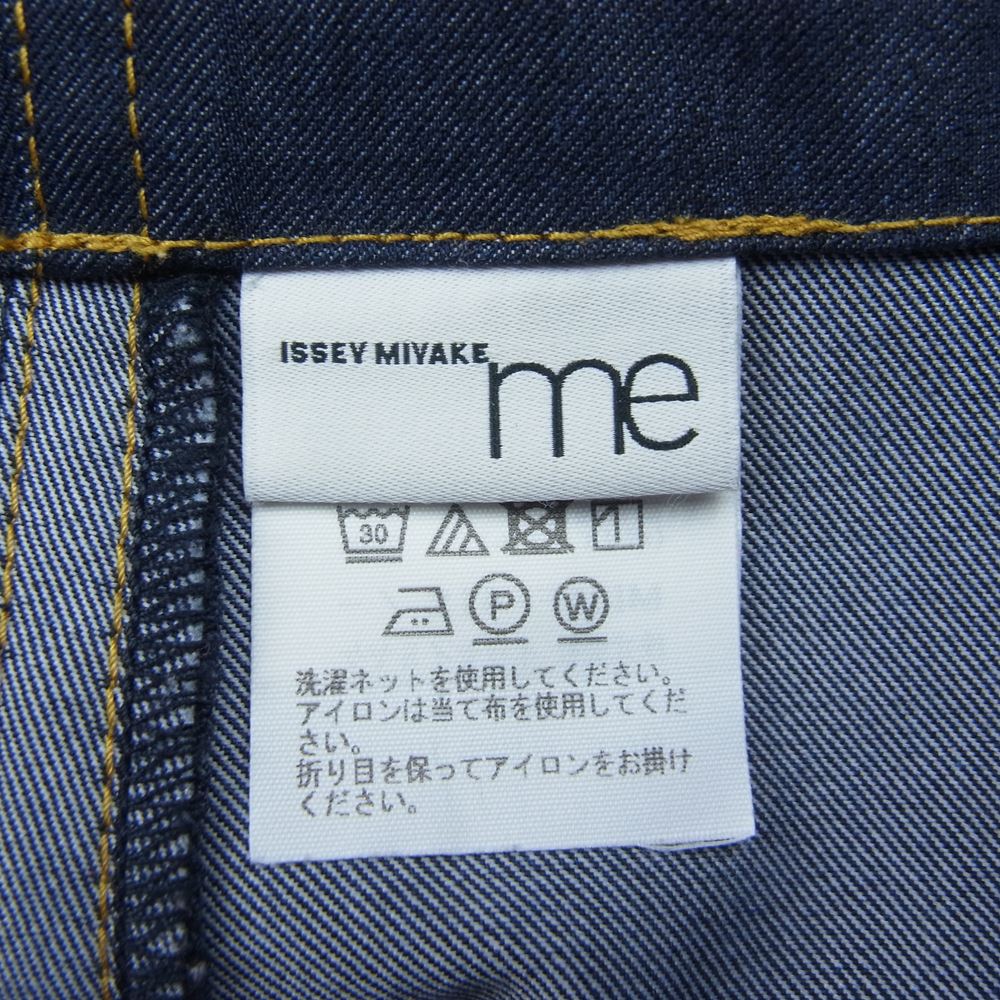 ISSEY MIYAKE me
30
P W
洗濯ネットを使用してください。
アイロンは当て布を使用してくだ
さい。
折り目を保ってアイロンをお掛け
ください。